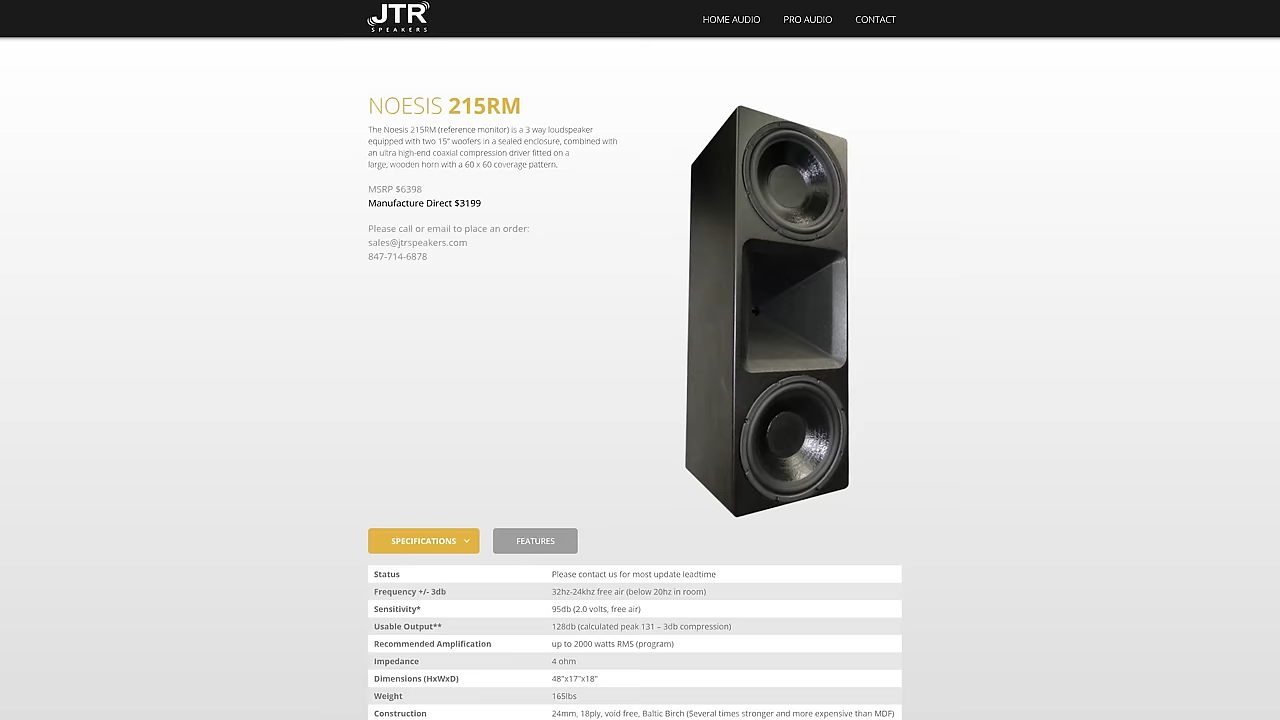 JTR
SPEAKERS
HOME AUDIO PRO AUDIO CONTACT
NOESIS 215RM
The Noesis 215RM (reference monitor) is a 3 way loudspeaker
equipped with two 15" woofers in a sealed enclosure, combined with
an ultra high-end coaxial compression driver fitted on a
large, wooden horn with a 60 x 60 coverage pattern.
MSRP $6398
Manufacture Direct $3199
Please call or email to place an order:
sales@jtrspeakers.com
847-714-6878
SPECIFICATIONS FEATURES
Status Please contact us for most update leadtime
Frequency +/- 3db 32hz-24khz free air (below 20hz in room)
Sensitivity* 95db (2.0 volts, free air)
Usable Output** 128db (calculated peak 131 – 3db compression)
Recommended Amplification up to 2000 watts RMS (program)
Impedance 4 ohm
Dimensions (HxWxD) 48"x17"x18"
Weight 165lbs
Construction 24mm, 18ply, void free, Baltic Birch (Several times stronger and more expensive than MDF)